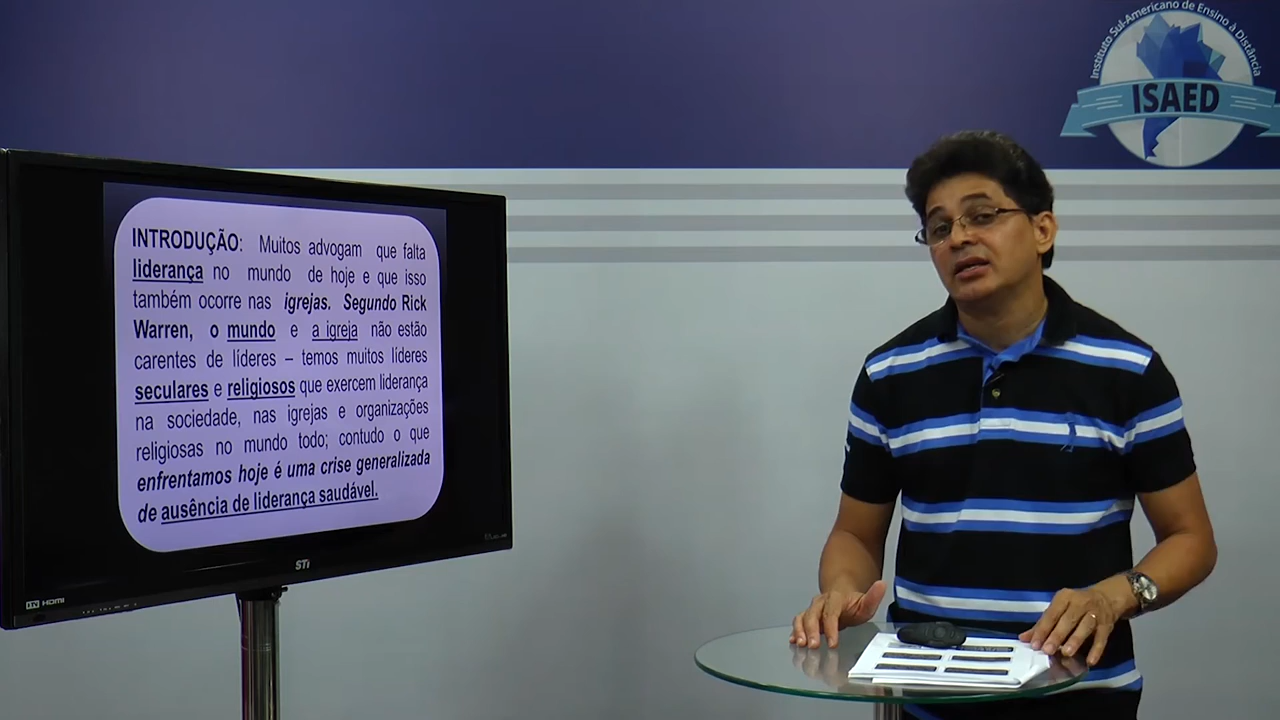 Instituto Sul-Americano de Ensino à Distância
ISAED
INTRODUÇÃO: Muitos advogam que falta
liderança no mundo de hoje e que isso
também ocorre nas igrejas. Segundo Rick
Warren, o mundo e a igreja não estão
carentes de líderes – temos muitos líderes
seculares e religiosos que exercem liderança
na sociedade, nas igrejas e organizações
religiosas no mundo todo; contudo o que
enfrentamos hoje é uma crise generalizada
de ausência de liderança saudável.
STi
HDMI